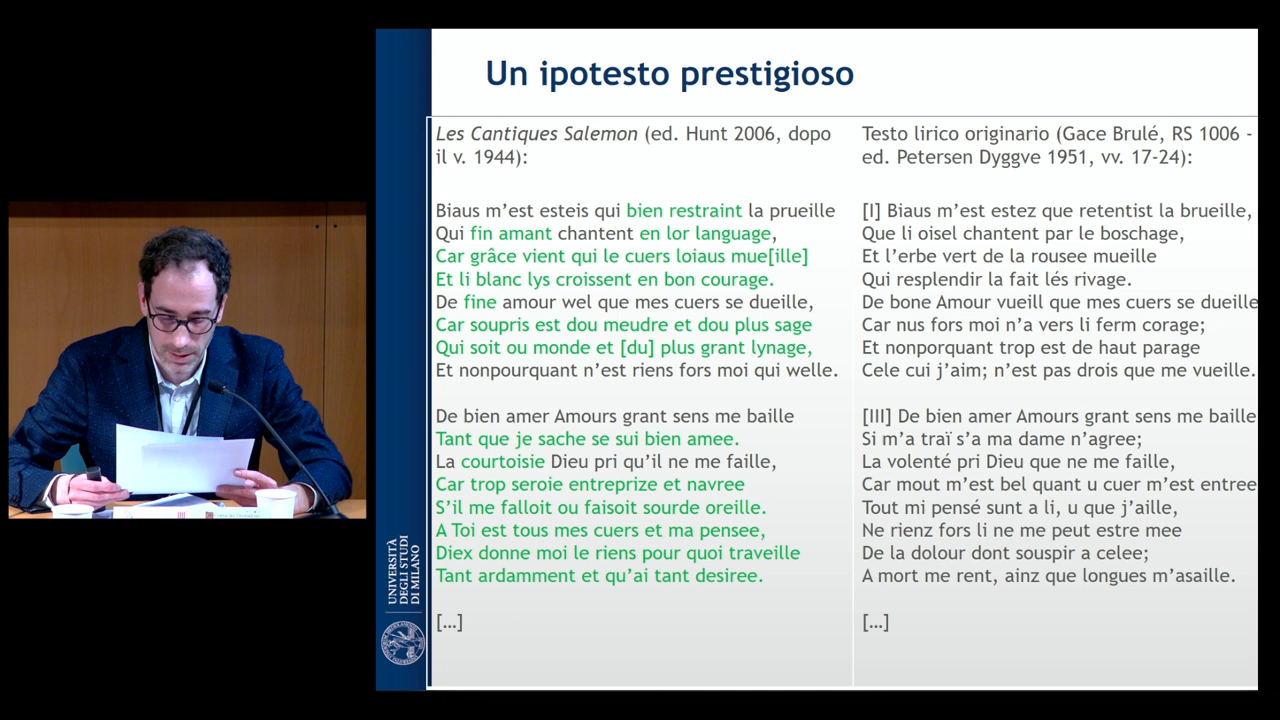 Un ipotesto prestigioso
Les Cantiques Salemon (ed. Hunt 2006, dopo
il v. 1944):
Biaus m’est esteis qui bien restraint la prueille
Qui fin amant chantent en lor language,
Car grâce vient qui le cuers loiaus mue[ille]
Et li blanc lys croissent en bon courage.
De fine amour wel que mes cuers se dueille,
Car soupris est dou meudre et dou plus sage
Qui soit ou monde et [du] plus grant lynage,
Et nonpourquant n’est riens fors moi qui welle.
De bien amer Amours grant sens me baille
Tant que je sache se sui bien amee.
La courtoisie Dieu pri qu’il ne me faille,
Car trop seroie entreprize et navree
S’il me falloit ou faisoit sourde oreille.
A Toi est tous mes cuers et ma pensee,
Diex donne moi le riens pour quoi traveille
Tant ardamment et qu’ai tant desiree.
[…]
Testo lirico originario (Gace Brulé, RS 1006 -
ed. Petersen Dyggve 1951, vv. 17-24):
[I] Biaus m’est estez que retentist la brueille,
Que li oisel chantent par le boschage,
Et l’erbe vert de la rousee mueille
Qui resplendir la fait lés rivage.
De bone Amour vueill que mes cuers se dueille
Car nus fors moi n’a vers li ferm corage;
Et nonporquant trop est de haut parage
Cele cui j’aim; n’est pas drois que me vueille.
[III] De bien amer Amours grant sens me baille
Si m’a traï s’a ma dame n’agree;
La volenté pri Dieu que ne me faille,
Car mout m’est bel quant u cuer m’est entree
Tout mi pensé sunt a li, u que j’aille,
Ne rienz fors li ne me peut estre mee
De la dolour dont souspir a celee;
A mort me rent, ainz que longues m’asaille.
[…]
UNIVERSITÀ
DEGLI STUDI
DI MILANO